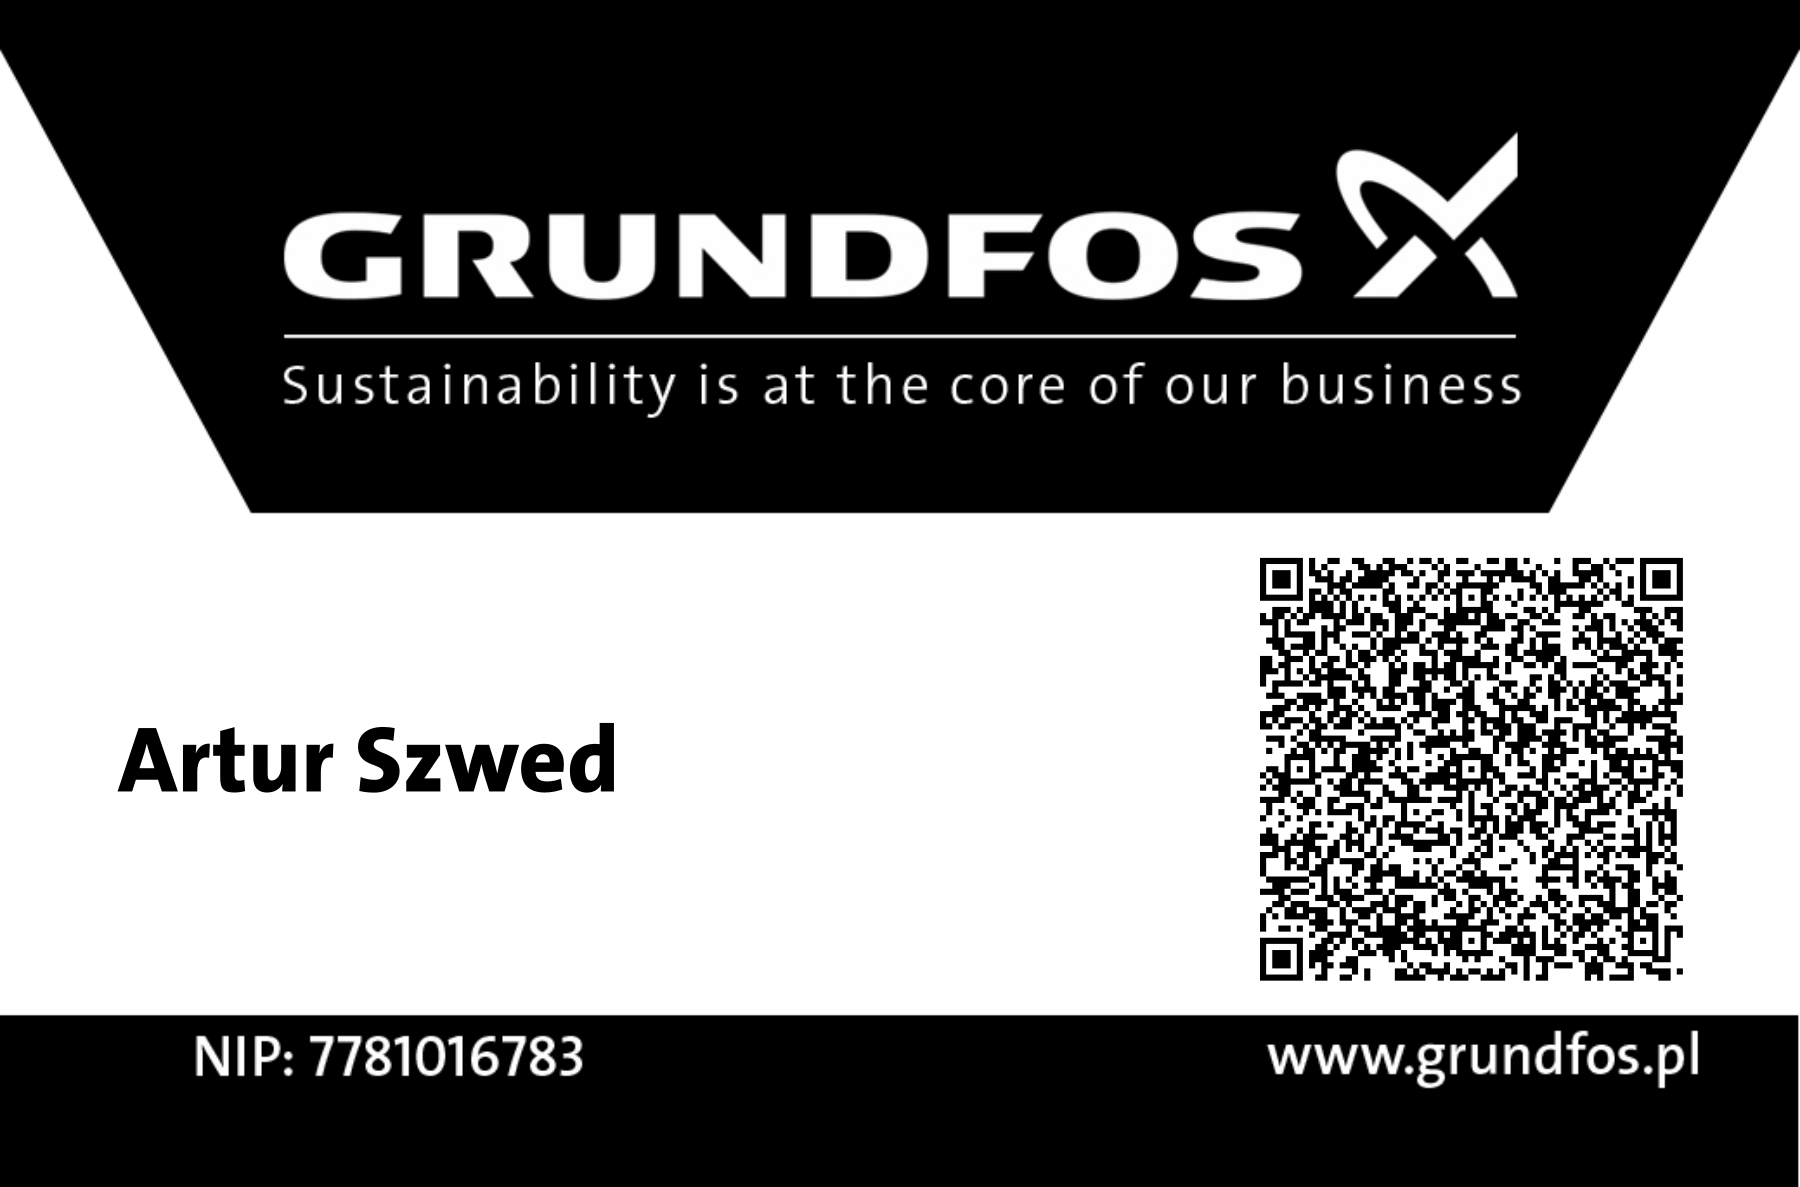 GRUNDFOS
Sustainability is at the core of our business
Artur Szwed
NIP: 7781016783
www.grundfos.pl